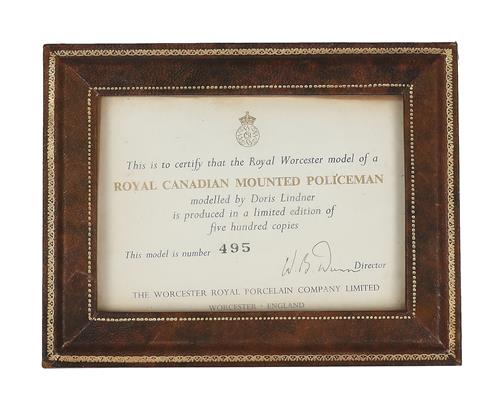 This is to certify that the Royal Worcester model of a
ROYAL CANADIAN MOUNTED POLICEMAN
modelled by Doris Lindner
is produced in a limited edition of
five hundred copies
This model is number 495
Director
THE WORCESTER ROYAL PORCELAIN COMPANY LIMITED
WORCESTER · ENGLAND